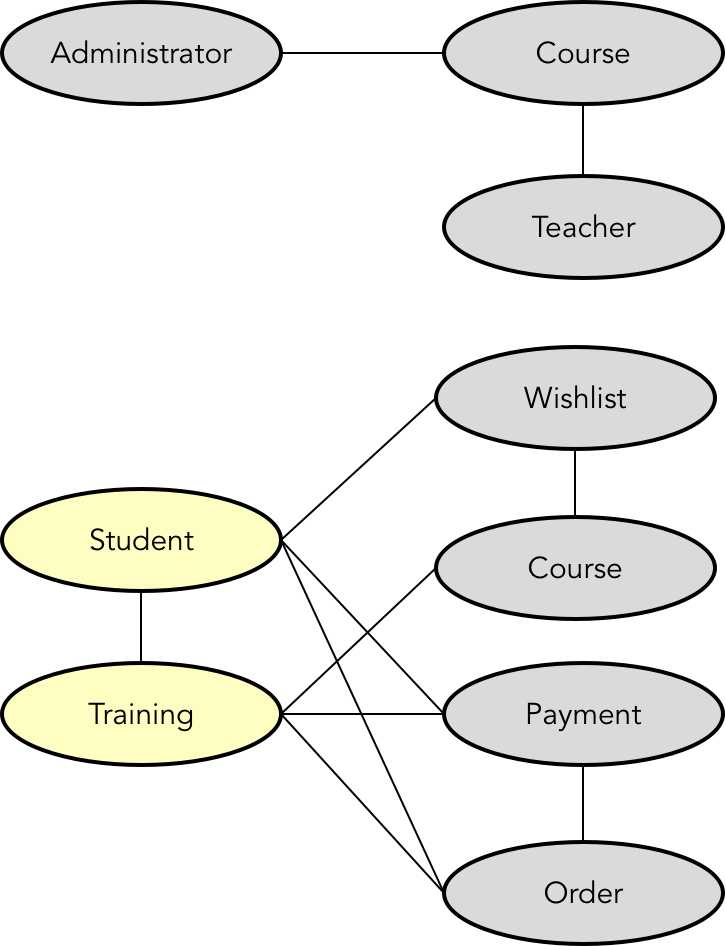 Administrator
Course
Teacher
Wishlist
Student
Course
Training
Payment
Order